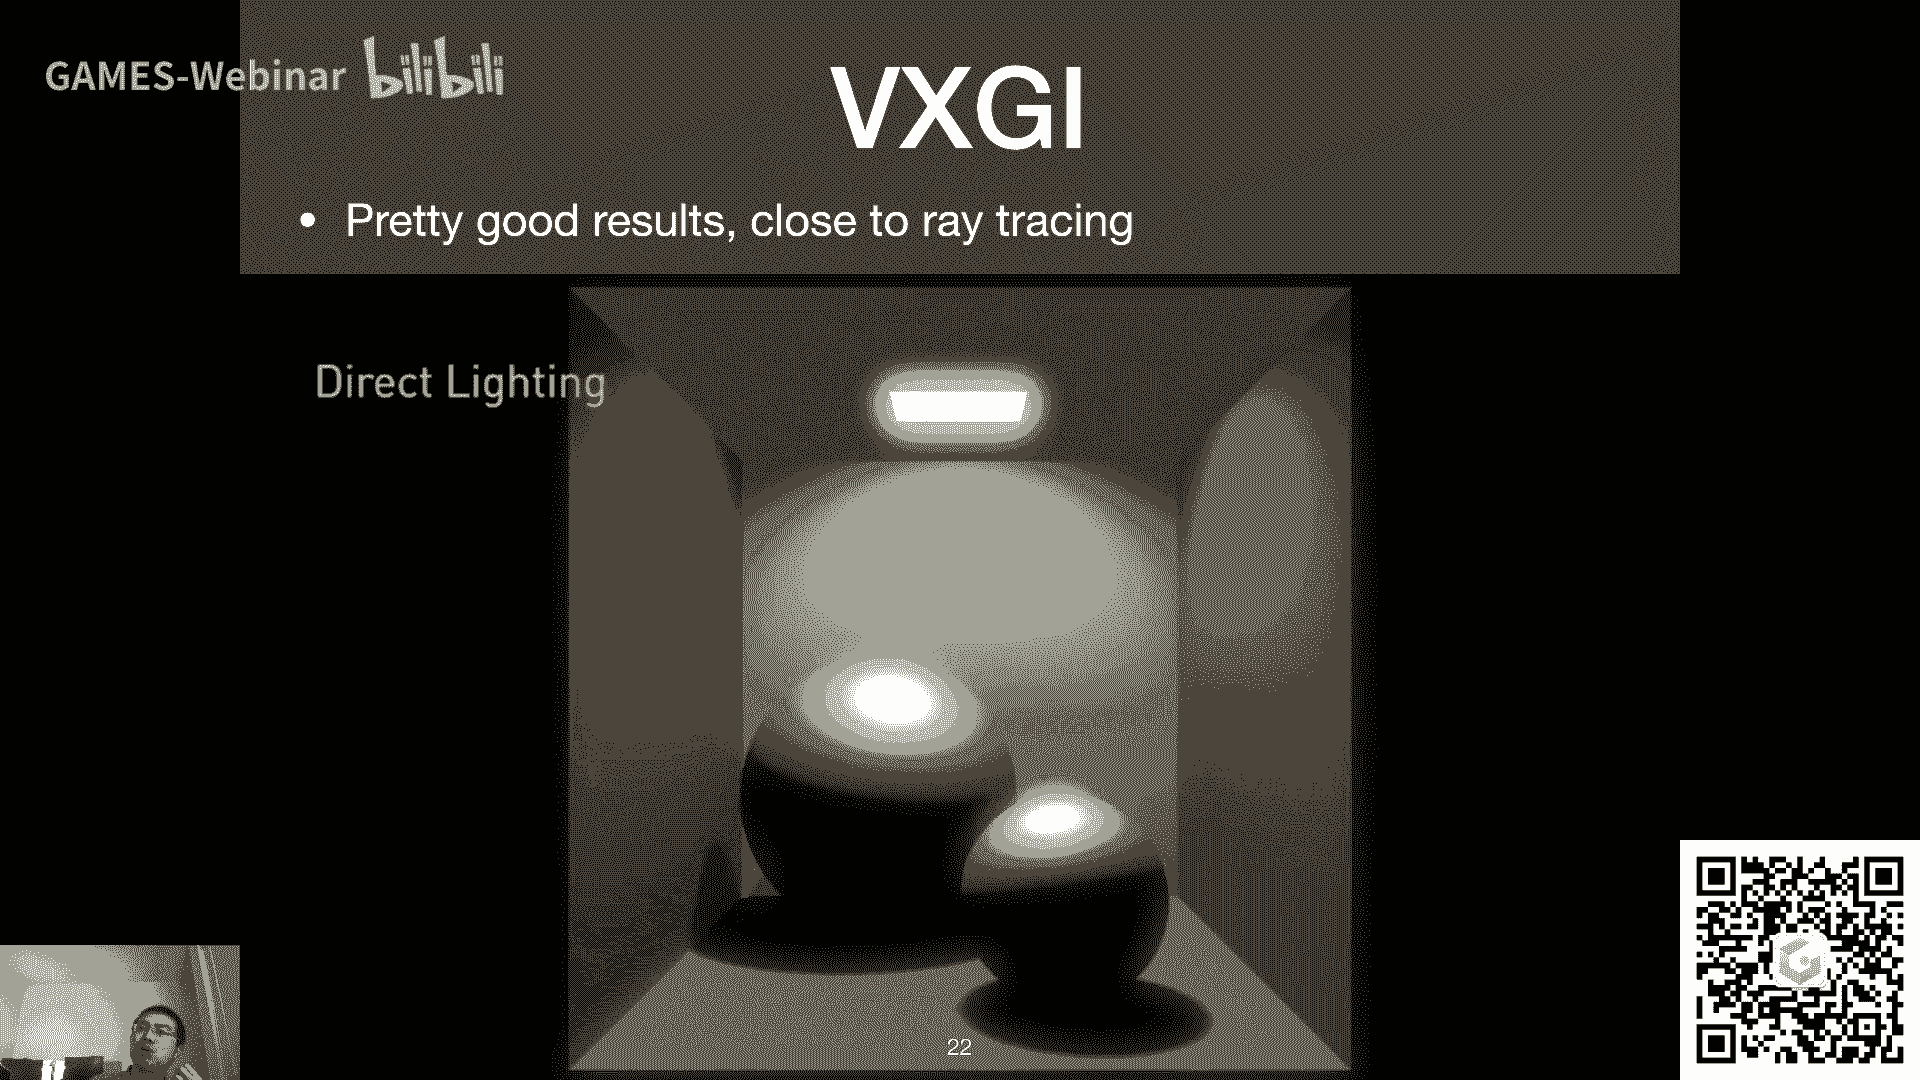 GAMES-Webinar bilibili
VXGI
• Pretty good results, close to ray tracing
Direct Lighting
22